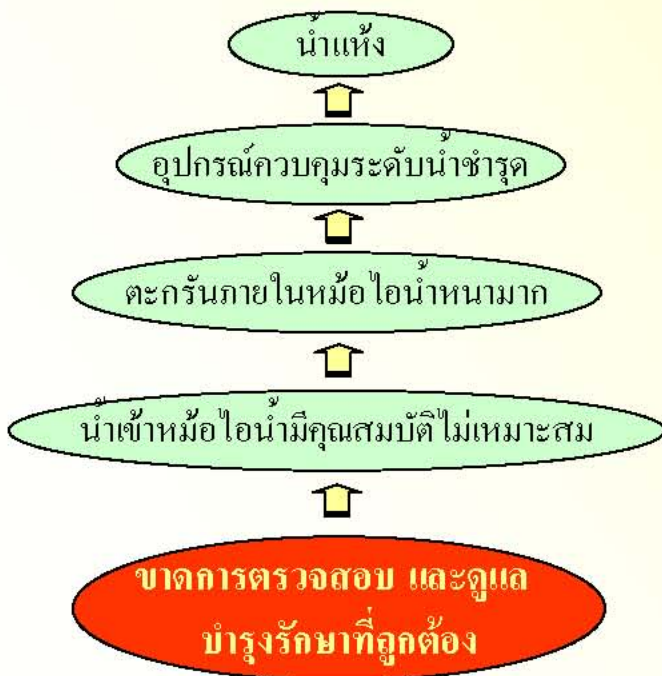 น้ำแห้ง
อุปกรณ์ควบคุมระดับน้ำชำรุด
ตะกรันภายในหม้อไอน้ำหนามาก
น้ำเข้าหม้อไอน้ำมีคุณสมบัติไม่เหมาะสม
ขาดการตรวจสอบ และดูแล
บำรุงรักษาที่ถูกต้อง